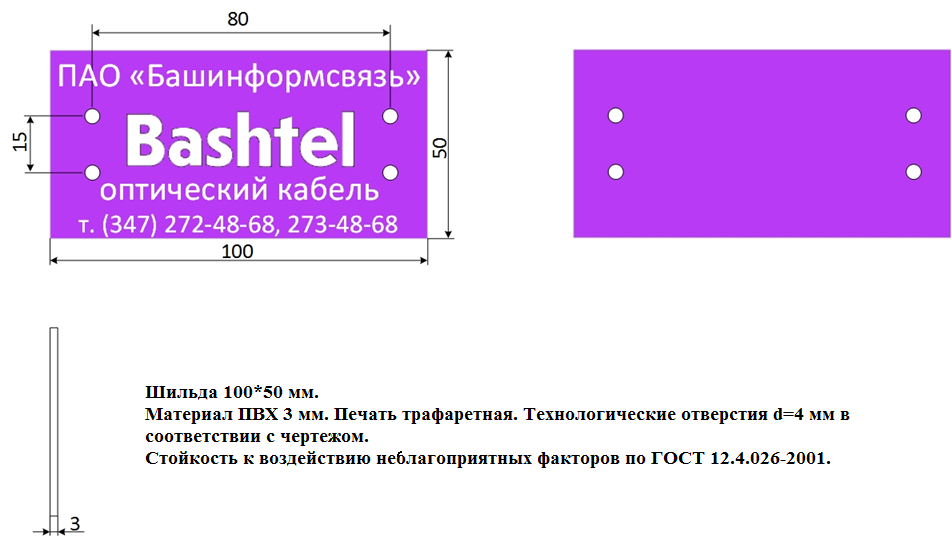 80
ПАО «Башинформсвязь»
15
Bashtel
50
оптический кабель
т. (347) 272-48-68, 273-48-68
100
Шильда 100*50 мм.
Материал ПВХ 3 мм. Печать трафаретная. Технологические отверстия d=4 мм в
соответствии с чертежом.
Стойкость к воздействию неблагоприятных факторов по ГОСТ 12.4.026-2001.
3